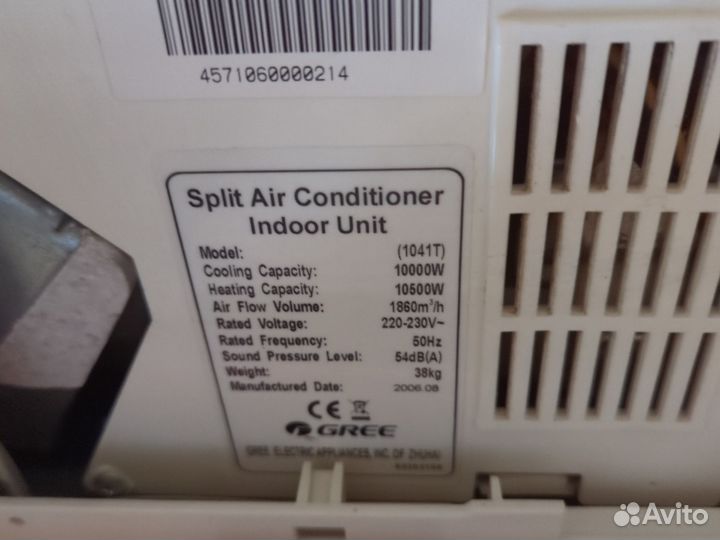 4571060000214
Split Air Conditioner
Indoor Unit
Model: (1041T)
Cooling Capacity: 10000W
Heating Capacity: 10500W
Air Flow Volume: 1860m³/h
Rated Voltage: 220-230V~
Rated Frequency: 50Hz
Sound Pressure Level: 54dB(A)
Weight: 38kg
Manufactured Date: 2006.08
CE
GREE
GREE ELECTRIC APPLIANCES, INC. OF ZHUHAI
Avito